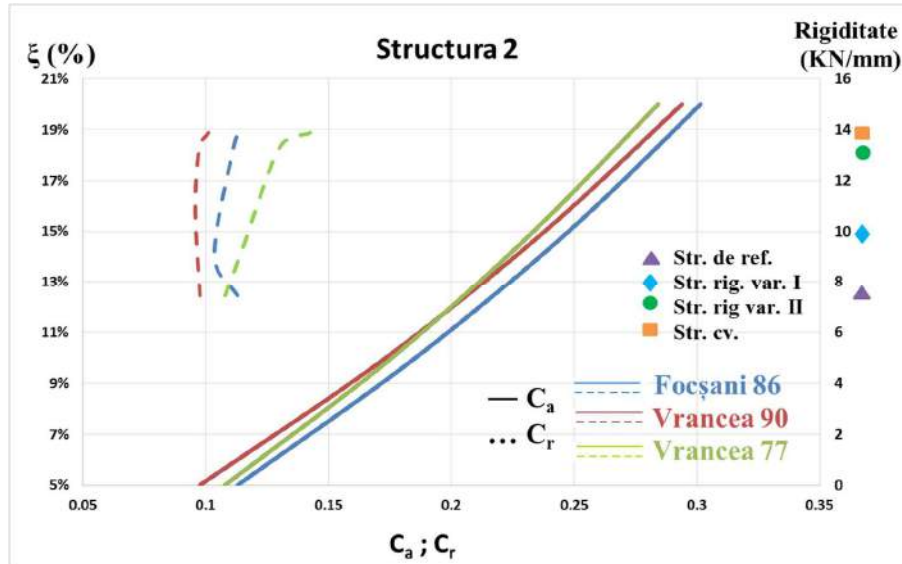 Structura 2
ξ (%)
Rigiditate
(KN/mm)
21%
19%
17%
15%
13%
11%
9%
7%
5%
16
14
12
10
8
6
4
2
0
Str. de ref.
Str. rig. var. I
Str. rig var. II
Str. cv.
— Cₐ
... Cᵣ
Focșani 86
Vrancea 90
Vrancea 77
0.05 0.1 0.15 0.2 0.25 0.3 0.35
Cₐ ; Cᵣ